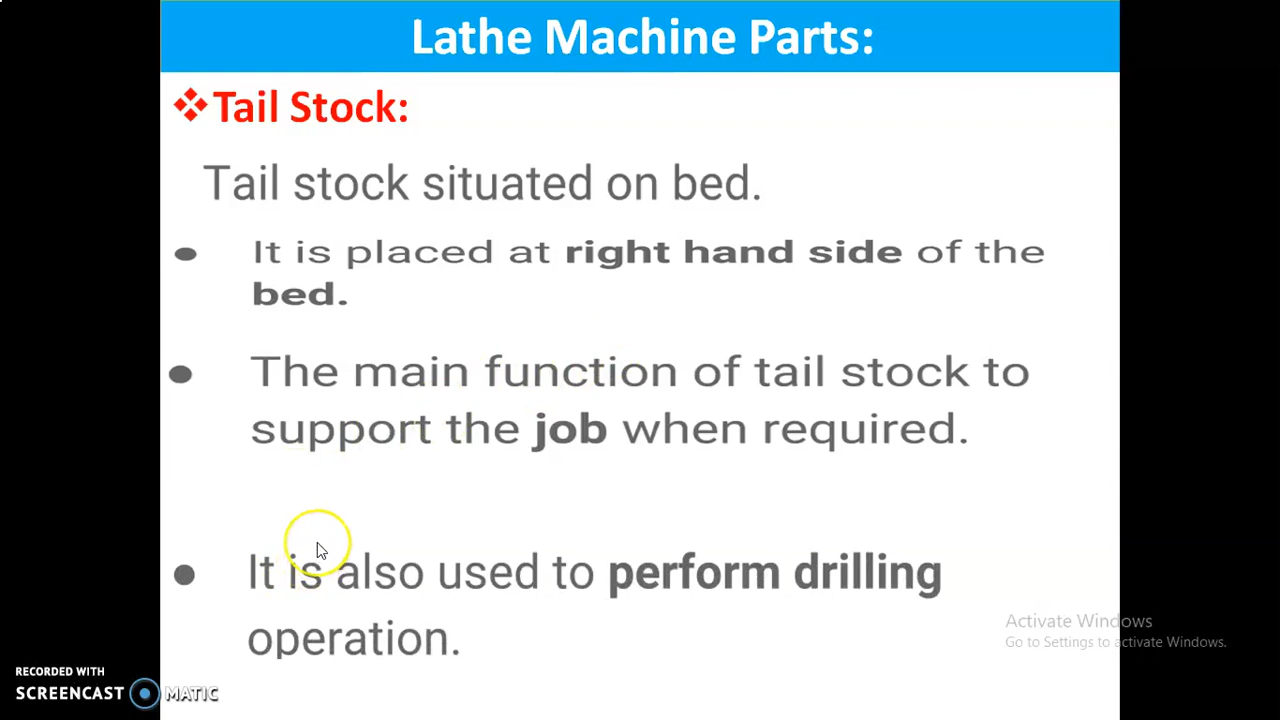 Lathe Machine Parts:
❖Tail Stock:
Tail stock situated on bed.
● It is placed at right hand side of the
bed.
● The main function of tail stock to
support the job when required.
● It is also used to perform drilling
operation.
Activate Windows
Go to Settings to activate Windows.
RECORDED WITH
SCREENCAST MATIC